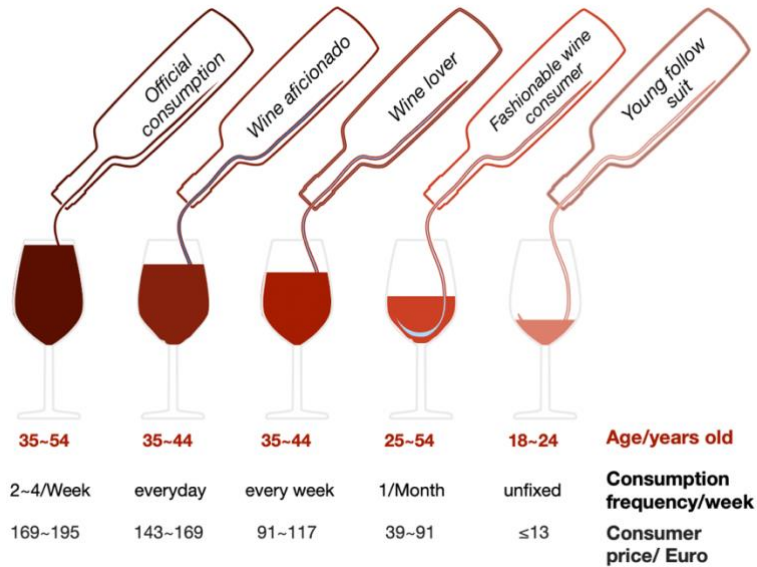 Official
consumption
Wine aficionado
Wine lover
Fashionable wine
consumer
Young follow
suit
35~54 35~44 35~44 25~54 18~24 Age/years old
2~4/Week everyday every week 1/Month unfixed Consumption
frequency/week
169~195 143~169 91~117 39~91 ≤13 Consumer
price/ Euro